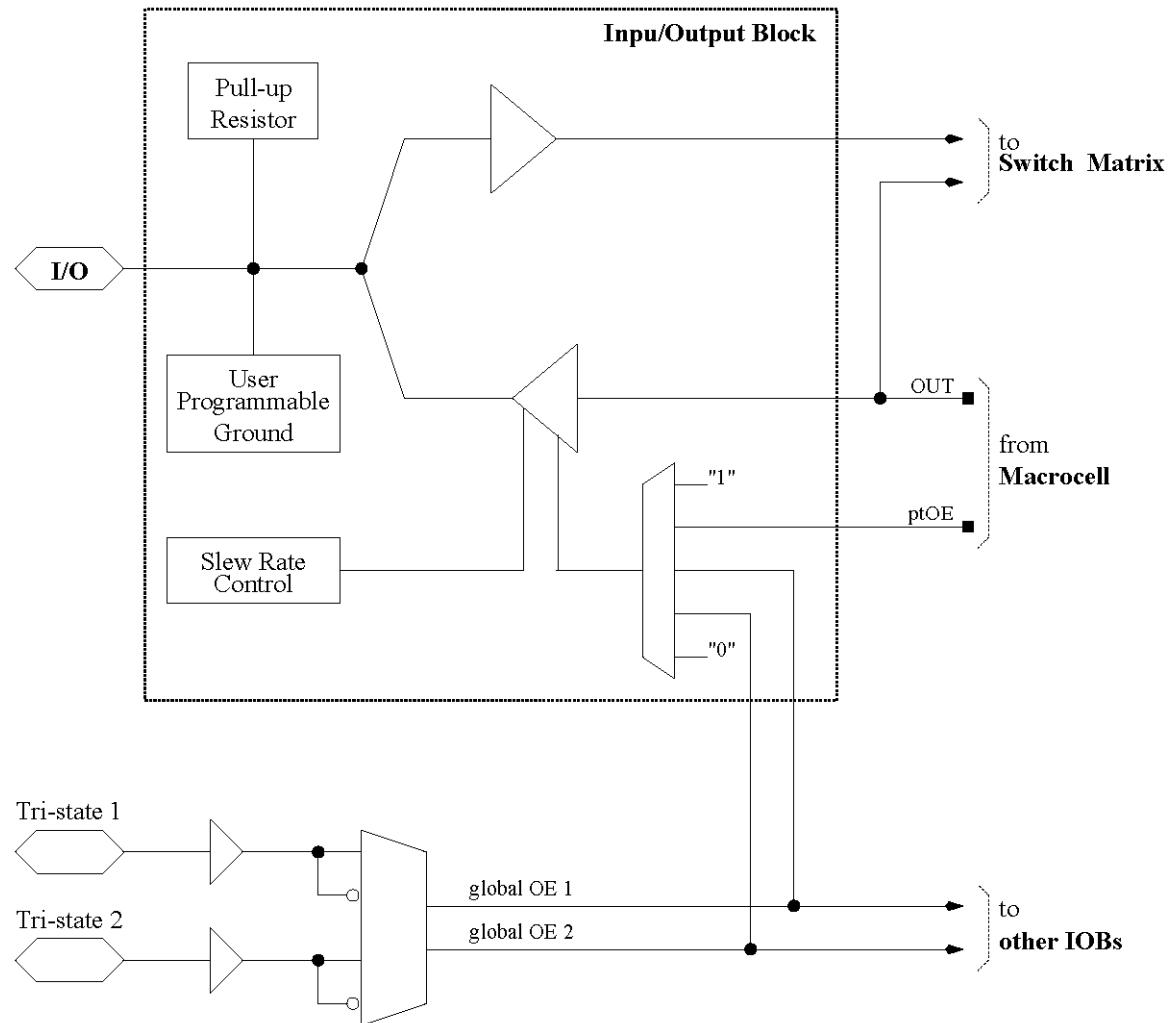 Inpu/Output Block
Pull-up
Resistor
to
Switch Matrix
I/O
User
Programmable
Ground
OUT
from
Macrocell
"1"
ptOE
Slew Rate
Control
"0"
Tri-state 1
global OE 1
Tri-state 2
global OE 2
to
other IOBs